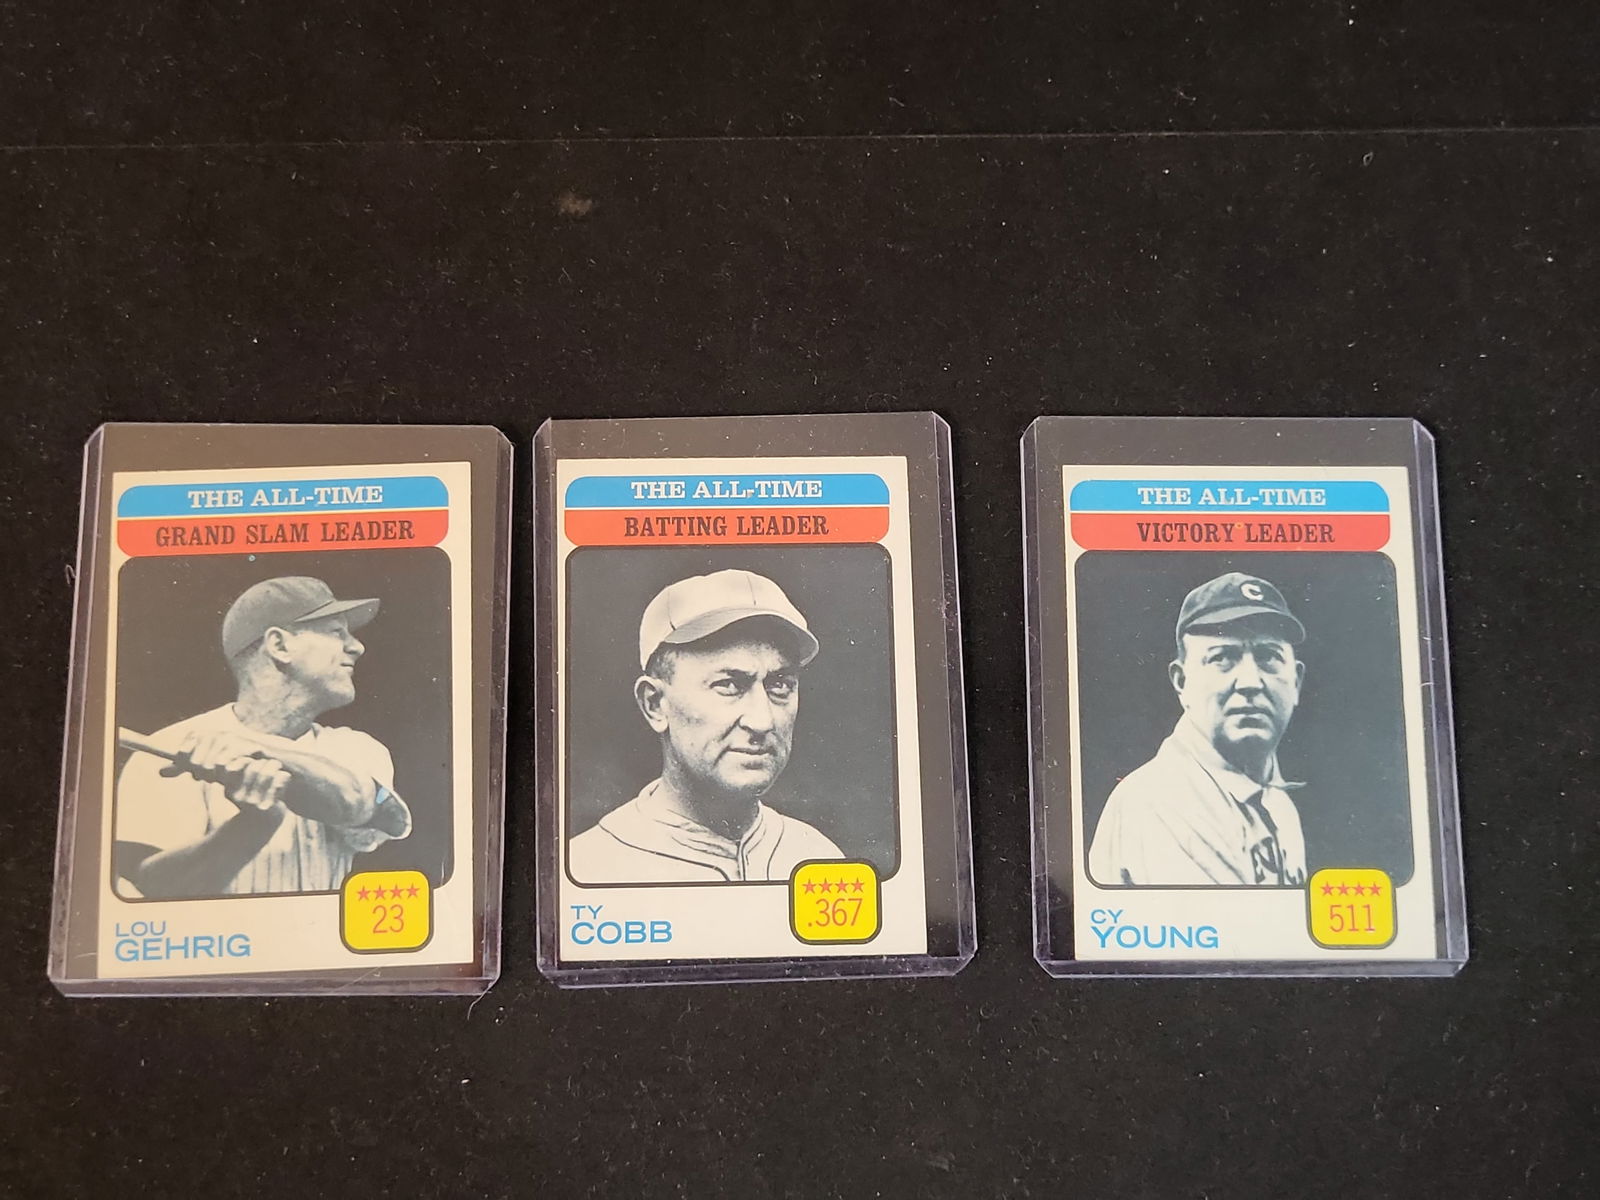 THE ALL-TIME
GRAND SLAM LEADER
LOU
GEHRIG
23
THE ALL-TIME
BATTING LEADER
TY
COBB
.367
THE ALL-TIME
VICTORY LEADER
C
CY
YOUNG
511